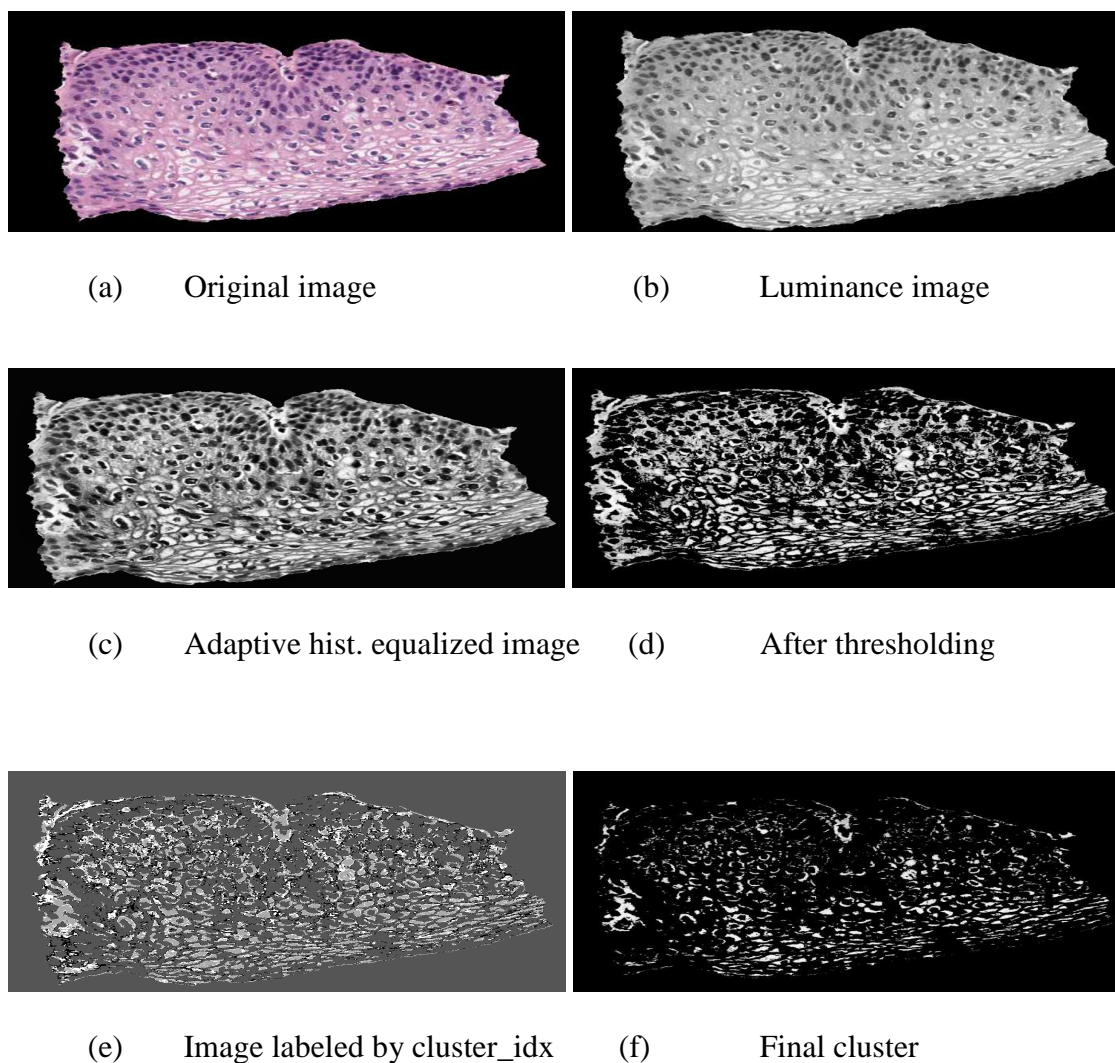 (a) Original image (b) Luminance image
(c) Adaptive hist. equalized image (d) After thresholding
(e) Image labeled by cluster_idx (f) Final cluster